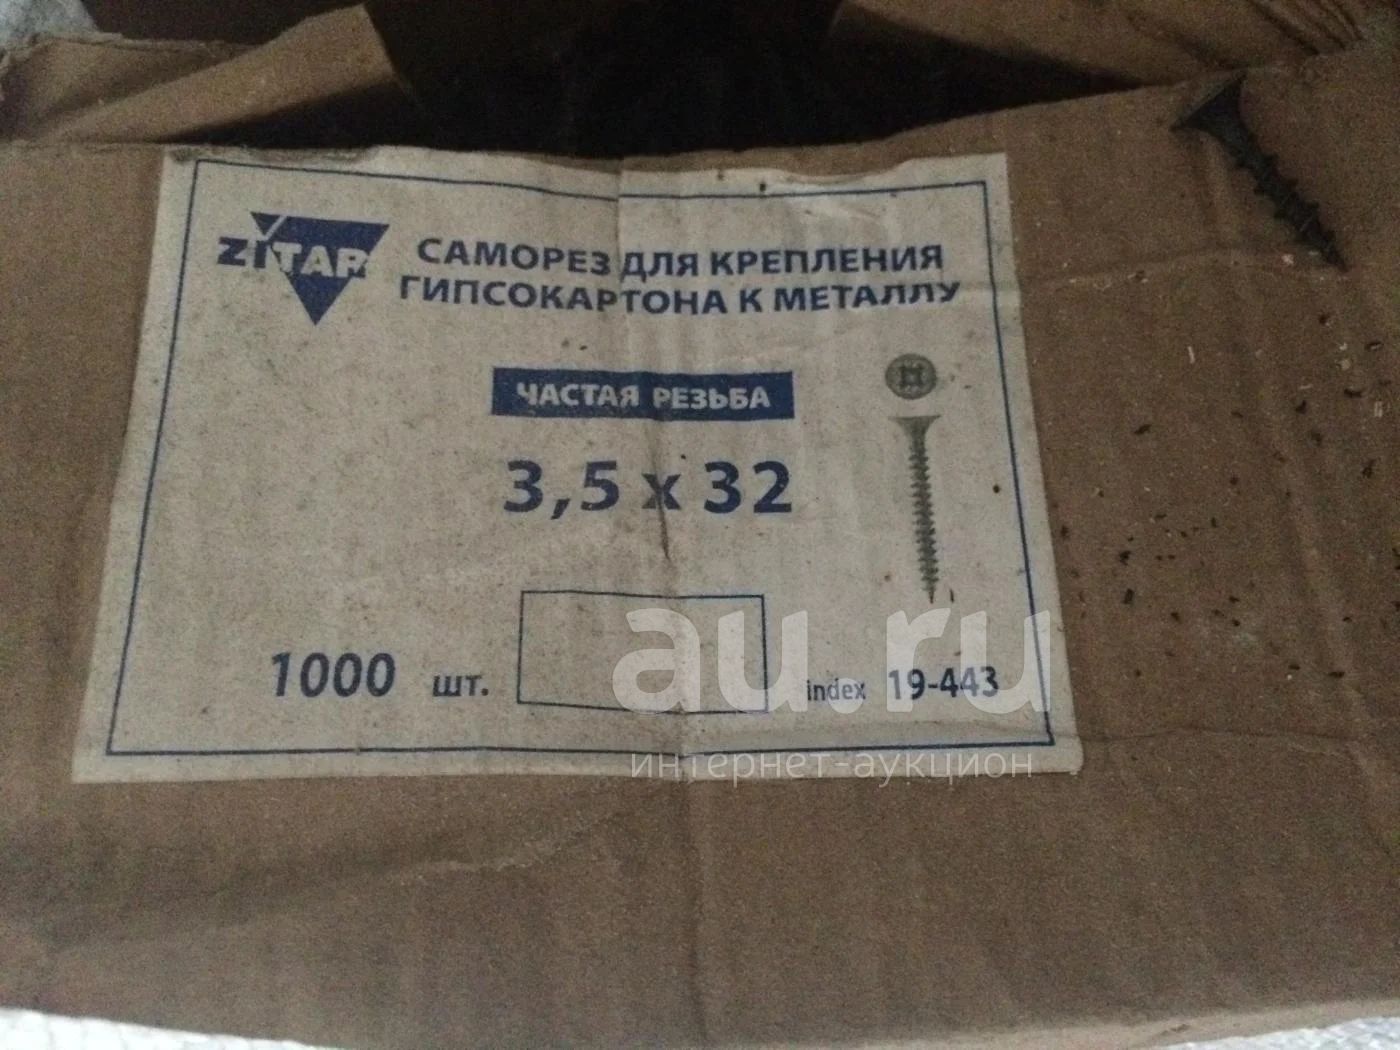 ZITAR
САМОРЕЗ ДЛЯ КРЕПЛЕНИЯ
ГИПСОКАРТОНА К МЕТАЛЛУ
ЧАСТАЯ РЕЗЬБА
3,5 x 32
1000 шт.
index 19-443
au.ru
интернет-аукцион